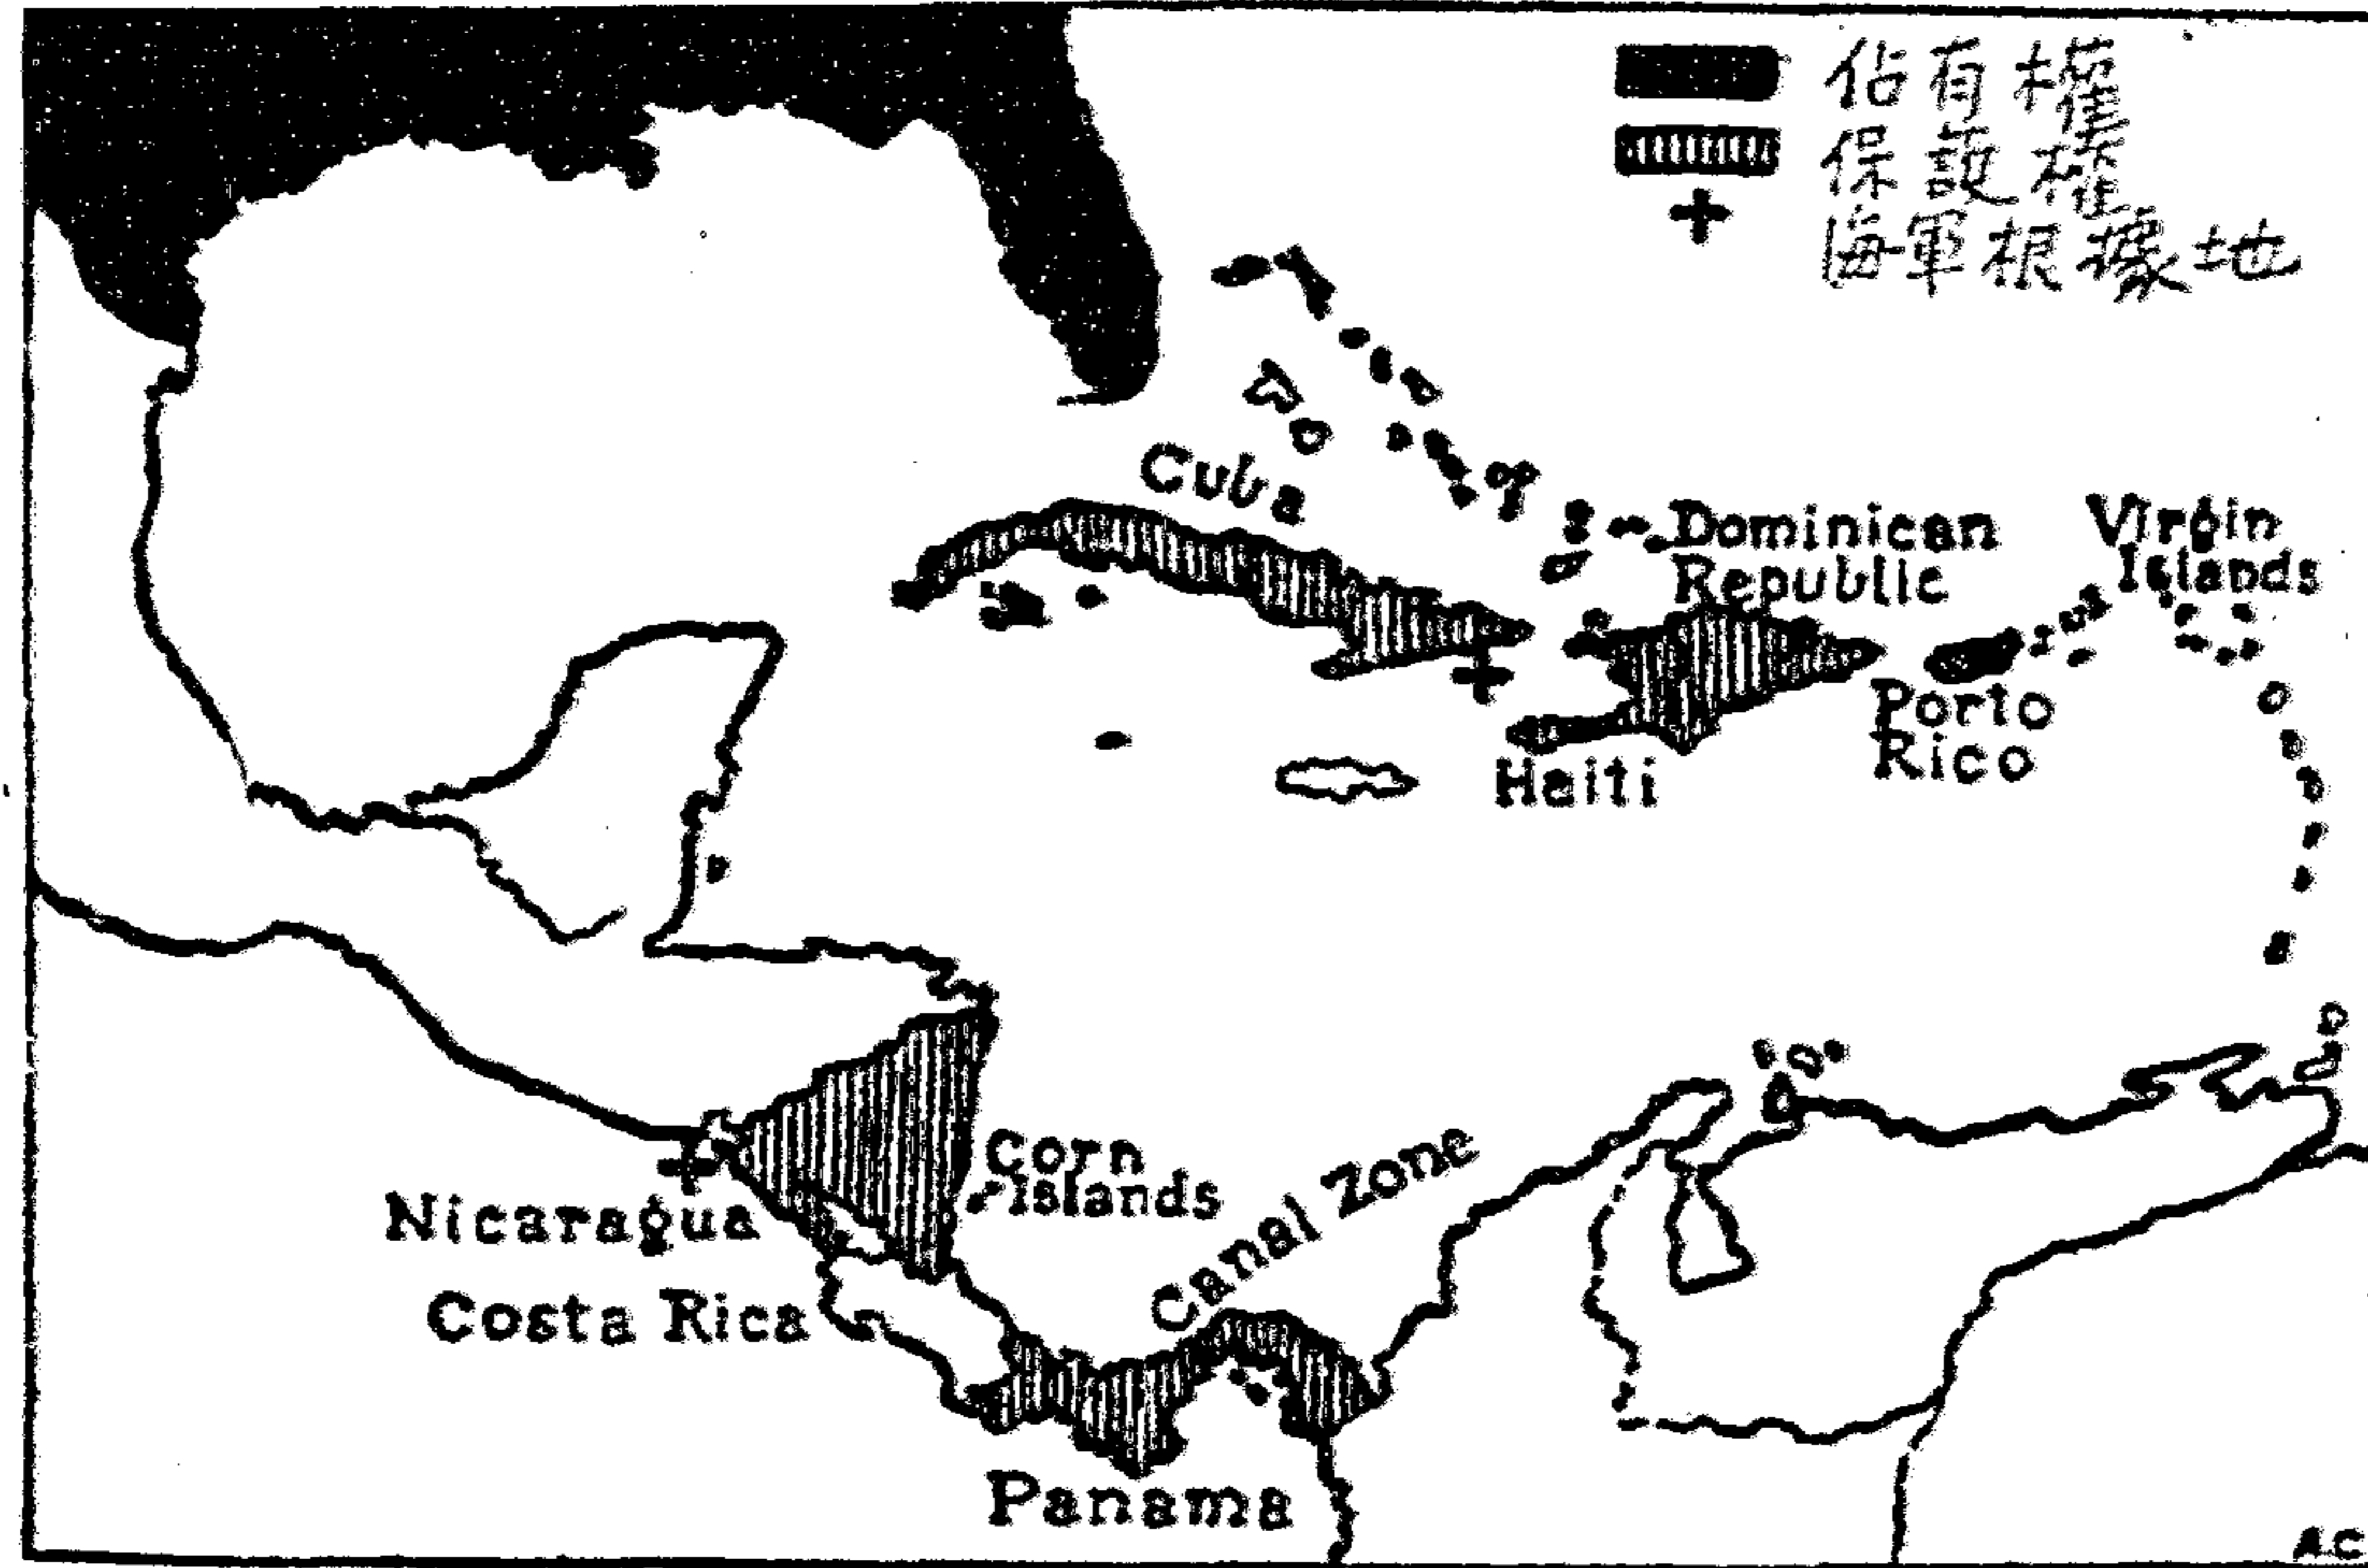 佔有權
保護權
海軍根據地
Cuba
Dominican
Republic
Virgin
Islands
Porto
Rico
Haiti
Corn
Islands
Nicaragua
Canal Zone
Costa Rica
Panama
A.C